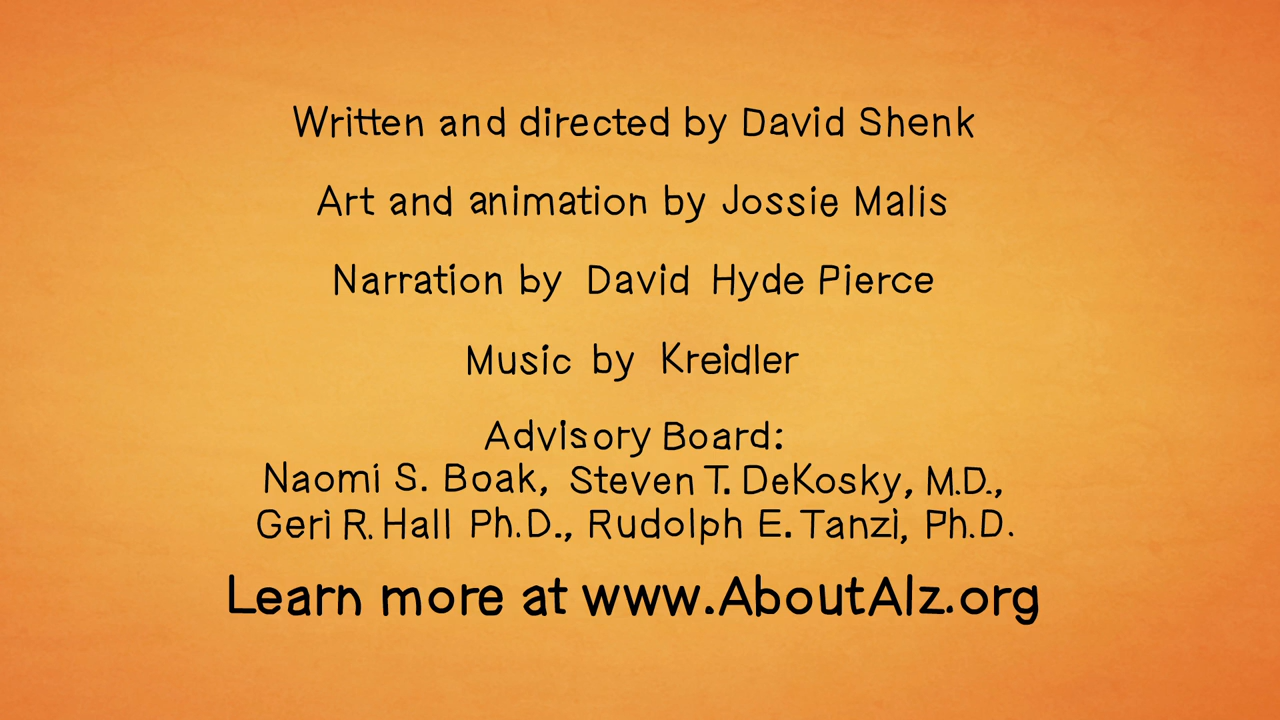 Written and directed by David Shenk
Art and animation by Jossie Malis
Narration by David Hyde Pierce
Music by Kreidler
Advisory Board:
Naomi S. Boak, Steven T. DeKosky, M.D.,
Geri R. Hall Ph.D., Rudolph E. Tanzi, Ph.D.
Learn more at www.AboutAlz.org